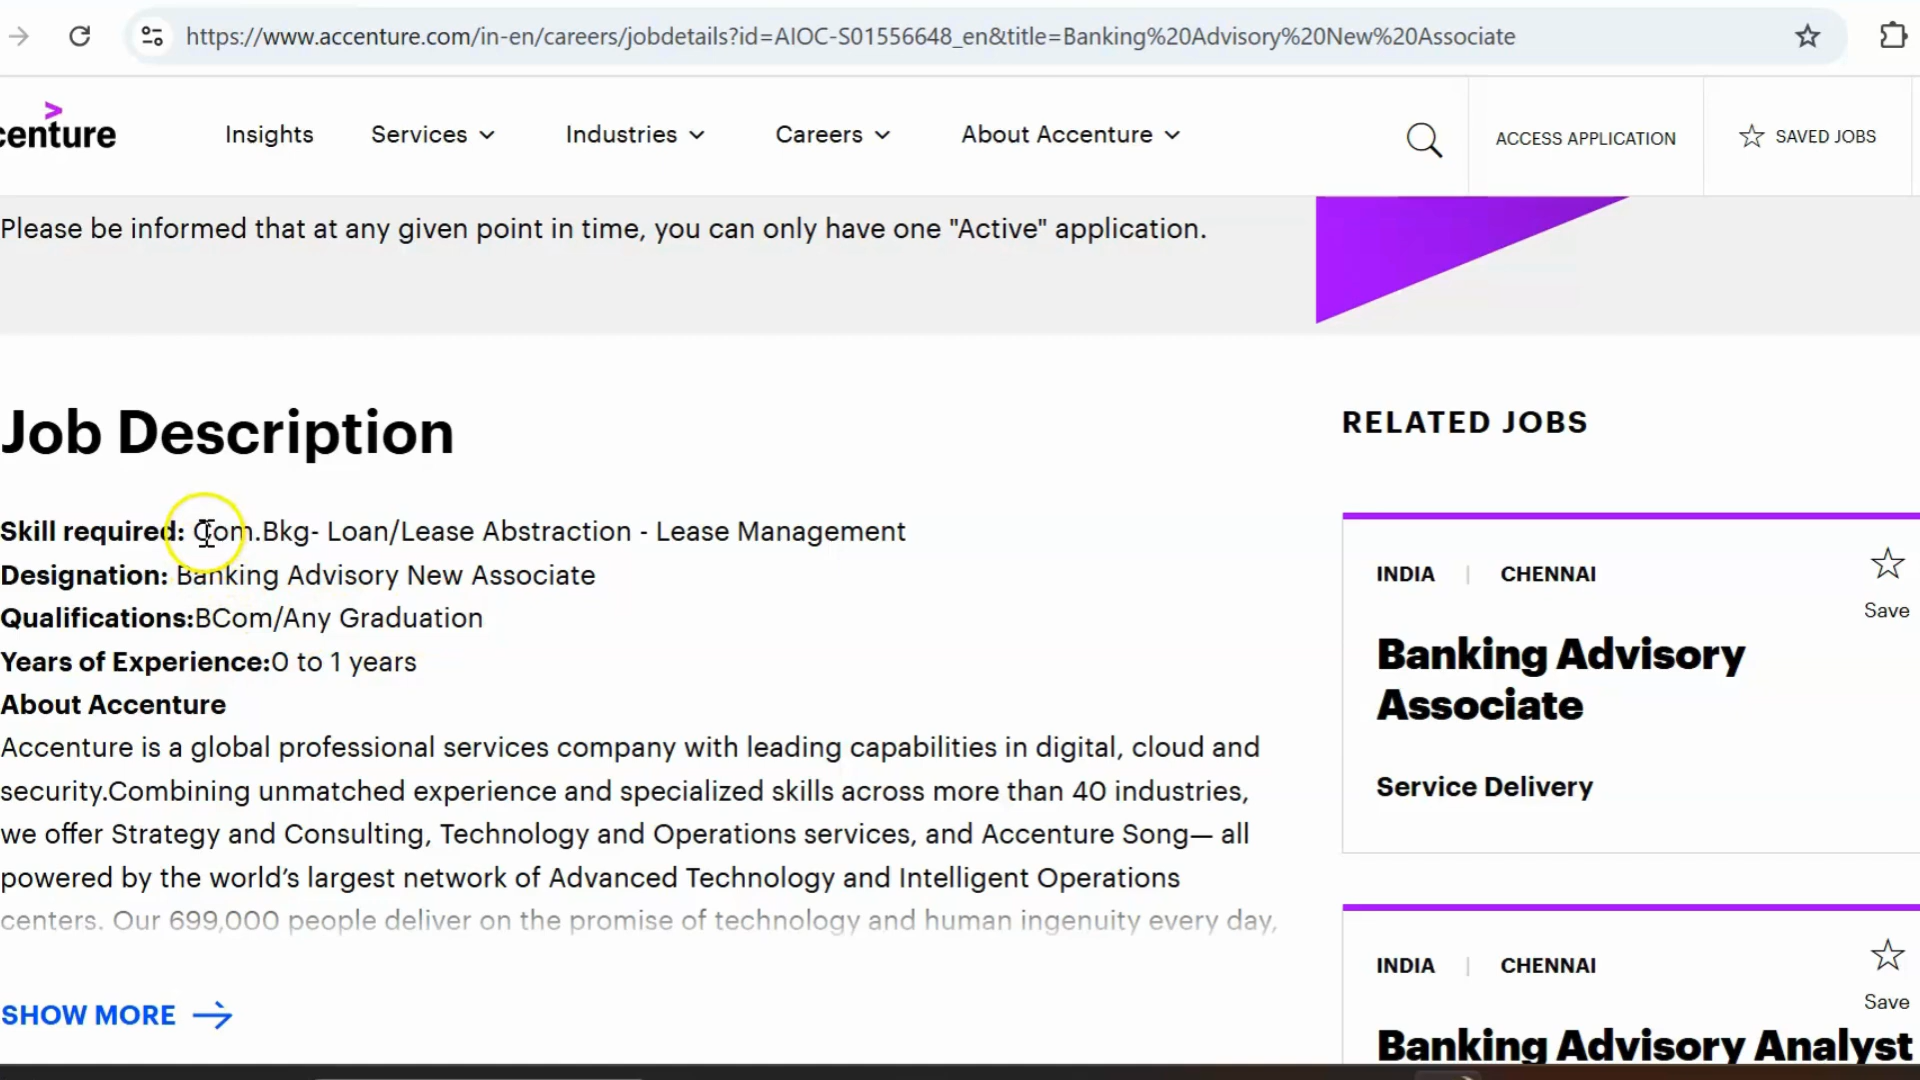 https://www.accenture.com/in-en/careers/jobdetails?id=AIOC-S01556648_en&title=Banking%20Advisory%20New%20Associate
centure
Insights
Services
Industries
Careers
About Accenture
ACCESS APPLICATION
SAVED JOBS
Please be informed that at any given point in time, you can only have one "Active" application.
Job Description
Skill required: Com.Bkg- Loan/Lease Abstraction - Lease Management
Designation: Banking Advisory New Associate
Qualifications:BCom/Any Graduation
Years of Experience:0 to 1 years
About Accenture
Accenture is a global professional services company with leading capabilities in digital, cloud and
security.Combining unmatched experience and specialized skills across more than 40 industries,
we offer Strategy and Consulting, Technology and Operations services, and Accenture Song— all
powered by the world’s largest network of Advanced Technology and Intelligent Operations
centers. Our 699,000 people deliver on the promise of technology and human ingenuity every day,
SHOW MORE
RELATED JOBS
INDIA | CHENNAI
Save
Banking Advisory
Associate
Service Delivery
INDIA | CHENNAI
Save
Banking Advisory Analyst